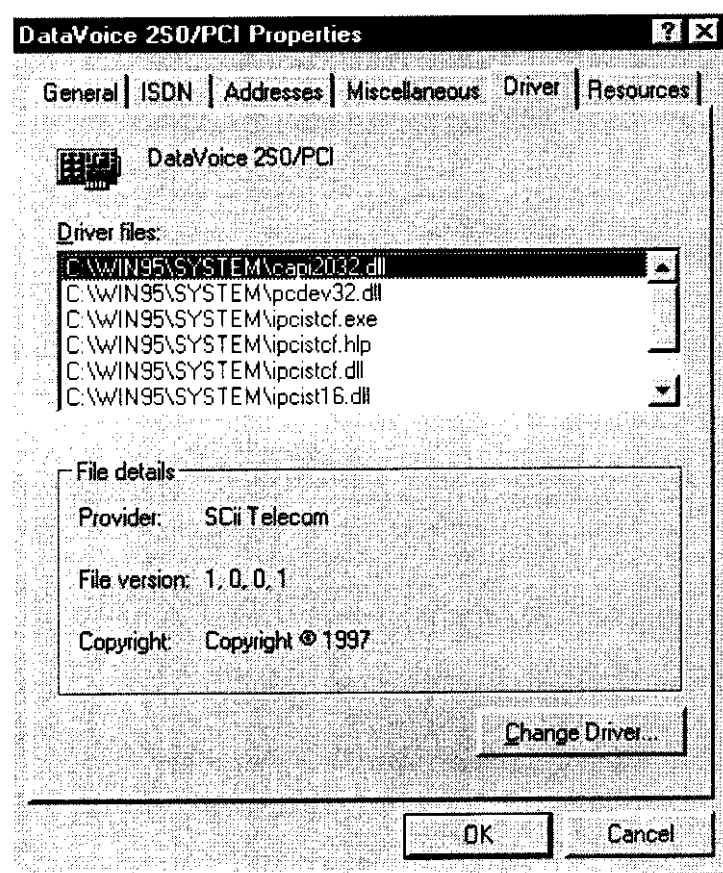 DataVoice 2S0/PCI Properties
General ISDN Addresses Miscellaneous Driver Resources
DataVoice 2S0/PCI
Driver files:
C:\WIN95\SYSTEM\capi2032.dll
C:\WIN95\SYSTEM\pcdev32.dll
C:\WIN95\SYSTEM\ipcistcf.exe
C:\WIN95\SYSTEM\ipcistcf.hlp
C:\WIN95\SYSTEM\ipcistcf.dll
C:\WIN95\SYSTEM\ipcist16.dll
File details
Provider: SCii Telecom
File version: 1, 0, 0, 1
Copyright: Copyright © 1997
Change Driver...
OK Cancel